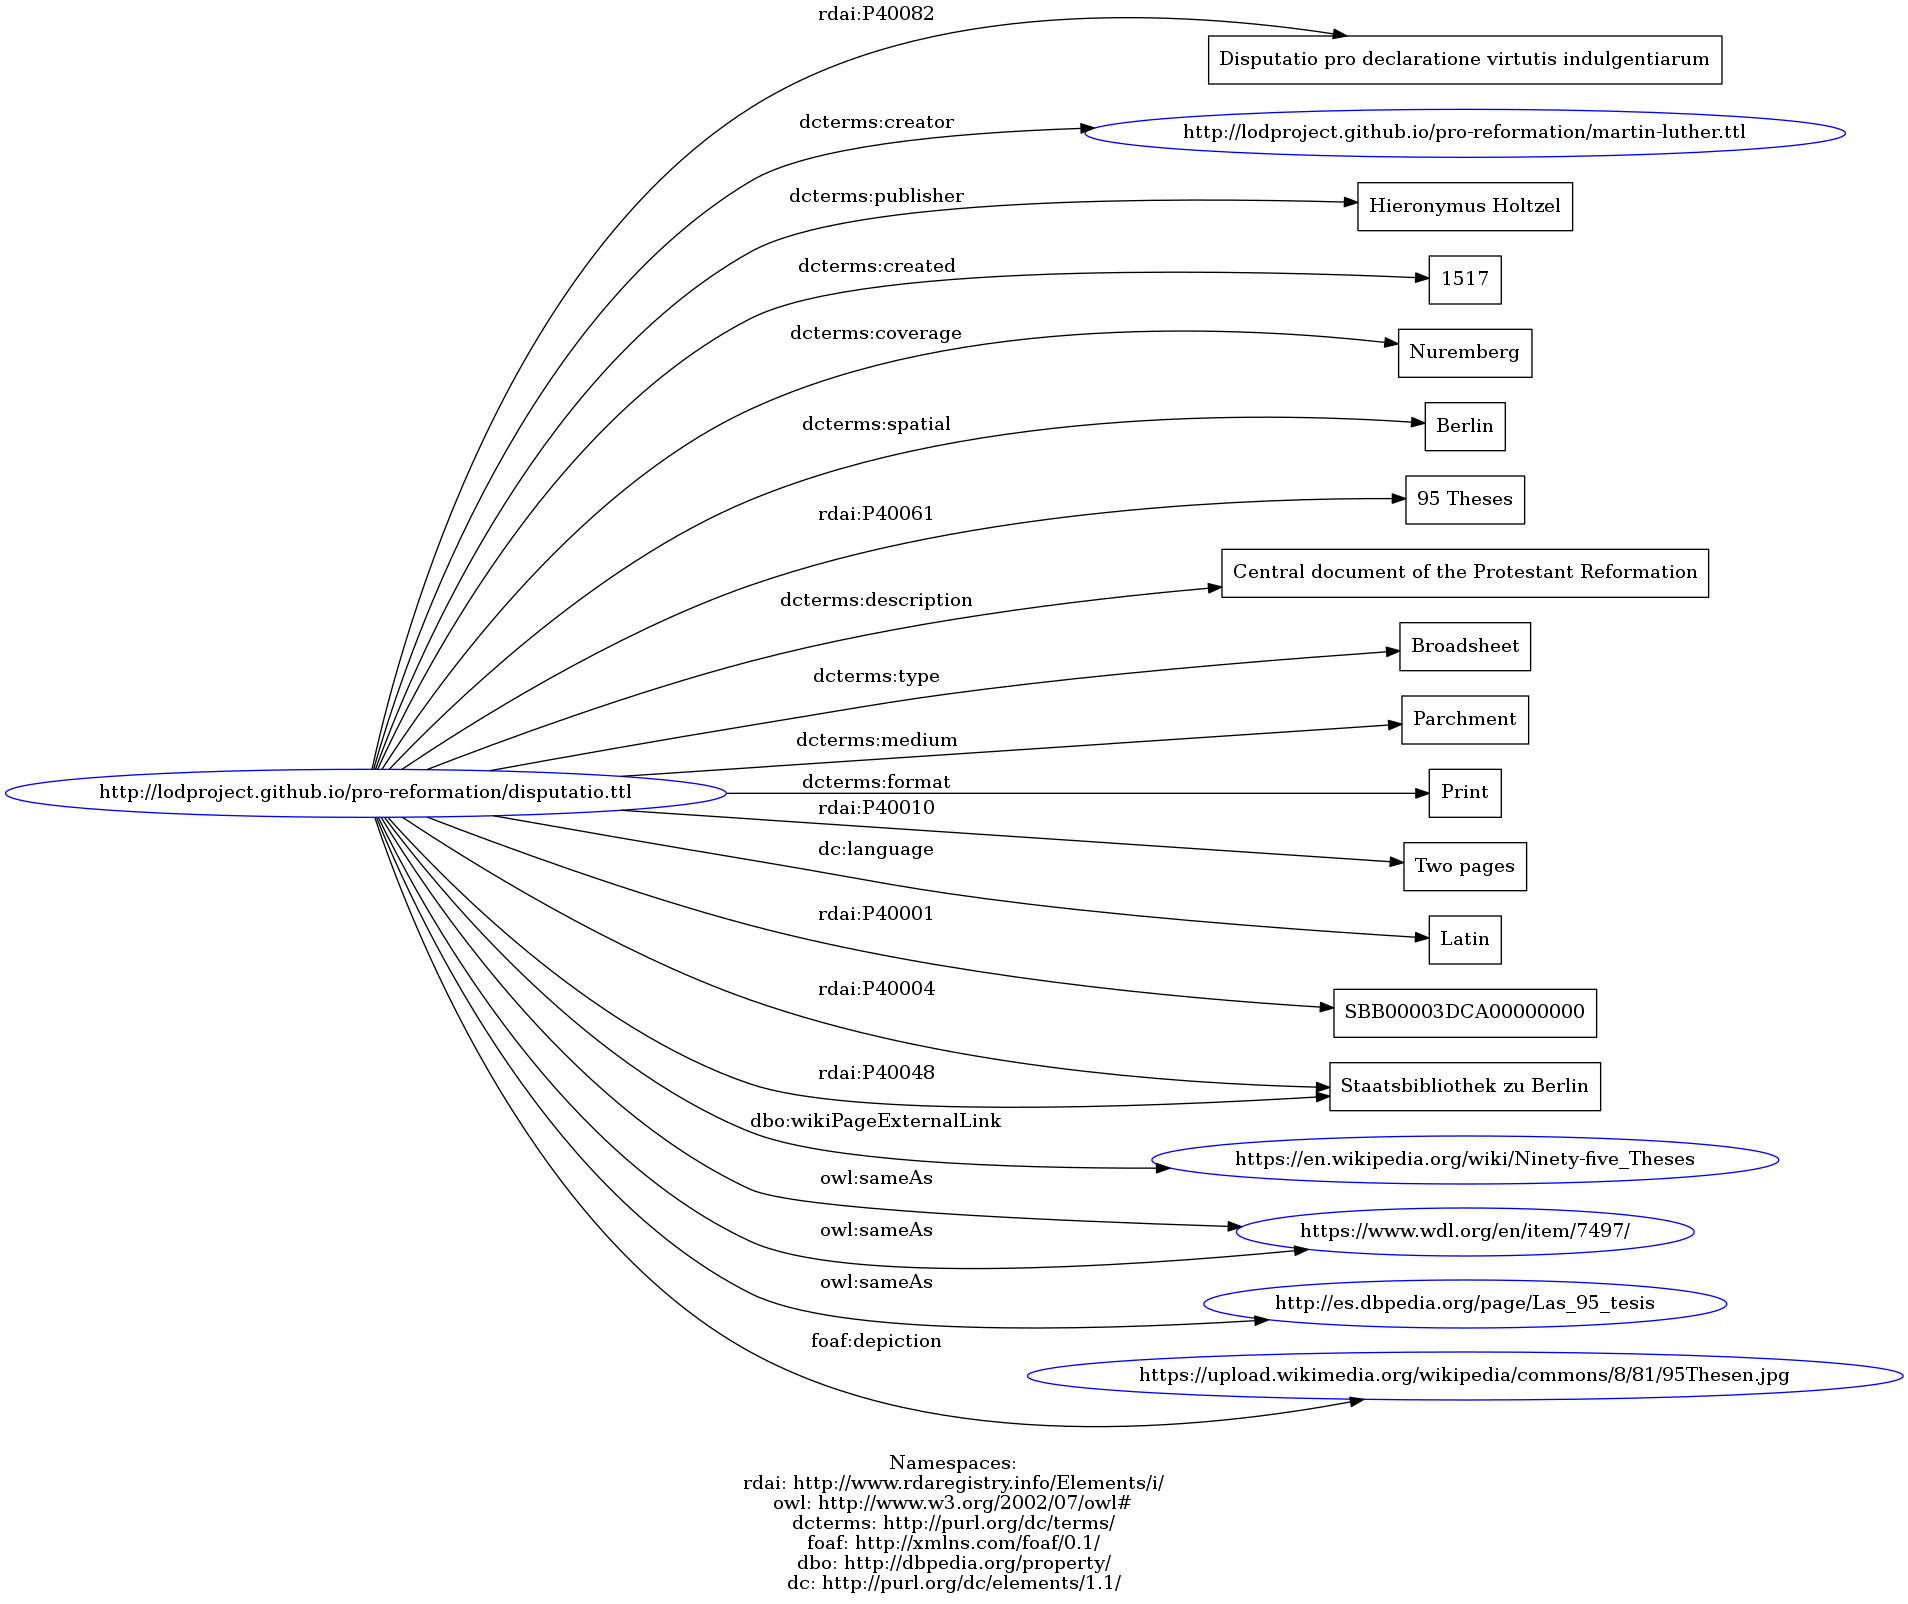 rdai:P40082
Disputatio pro declaratione virtutis indulgentiarum
dcterms:creator
http://lodproject.github.io/pro-reformation/martin-luther.ttl
dcterms:publisher
Hieronymus Holtzel
dcterms:created
1517
dcterms:coverage
Nuremberg
dcterms:spatial
Berlin
rdai:P40061
95 Theses
dcterms:description
Central document of the Protestant Reformation
dcterms:type
Broadsheet
dcterms:medium
Parchment
http://lodproject.github.io/pro-reformation/disputatio.ttl
dcterms:format
Print
rdai:P40010
Two pages
dc:language
Latin
rdai:P40001
SBB00003DCA00000000
rdai:P40004
Staatsbibliothek zu Berlin
rdai:P40048
dbo:wikiPageExternalLink
https://en.wikipedia.org/wiki/Ninety-five_Theses
owl:sameAs
https://www.wdl.org/en/item/7497/
owl:sameAs
owl:sameAs
http://es.dbpedia.org/page/Las_95_tesis
foaf:depiction
https://upload.wikimedia.org/wikipedia/commons/8/81/95Thesen.jpg
Namespaces:
rdai: http://www.rdaregistry.info/Elements/i/
owl: http://www.w3.org/2002/07/owl#
dcterms: http://purl.org/dc/terms/
foaf: http://xmlns.com/foaf/0.1/
dbo: http://dbpedia.org/property/
dc: http://purl.org/dc/elements/1.1/